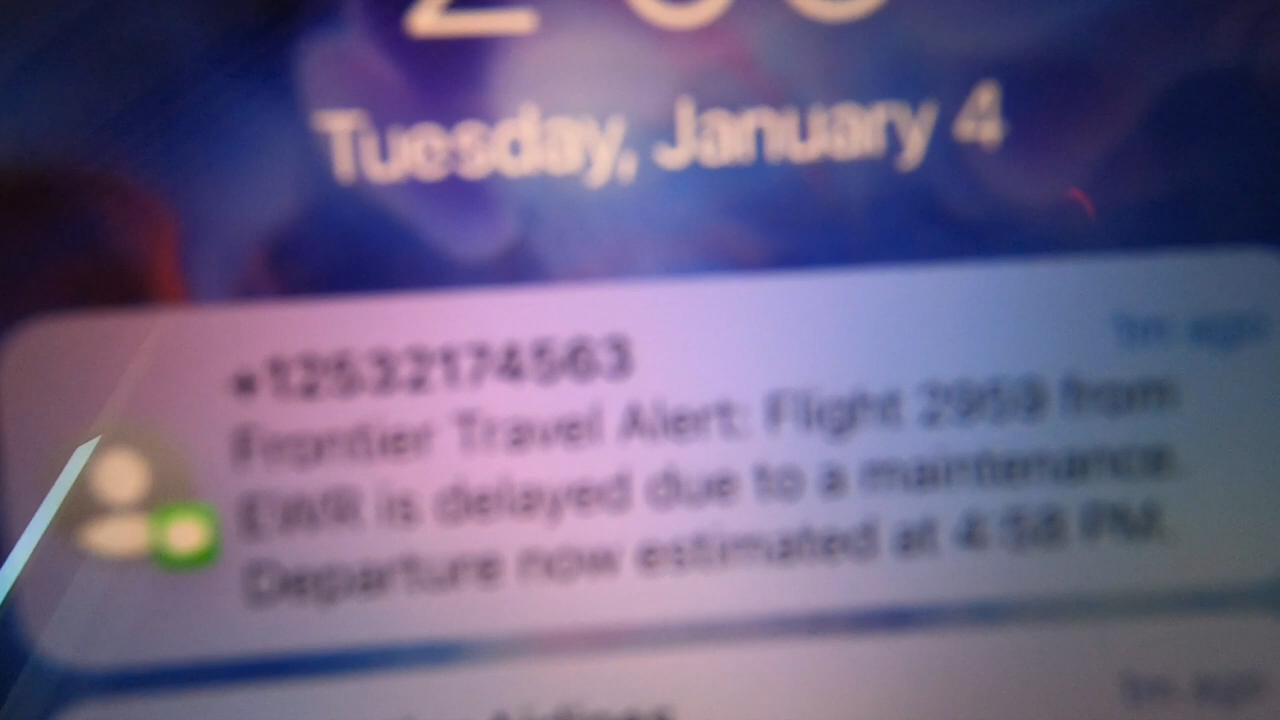 Tuesday, January 4
+12532174563
Frontier Travel Alert: Flight 2959 from
EWR is delayed due to a maintenance.
Departure now estimated at 4:58 PM.
Airlines